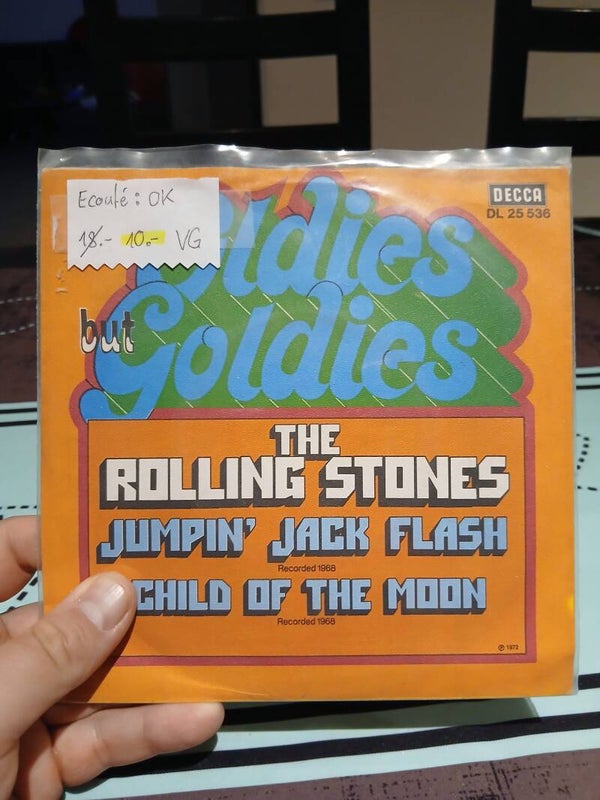 Ecouté : OK
18.- 10.- VG
DECCA
DL 25 536
Oldies
but
Goldies
THE
ROLLING STONES
JUMPIN' JACK FLASH
Recorded 1968
CHILD OF THE MOON
Recorded 1968
℗ 1972